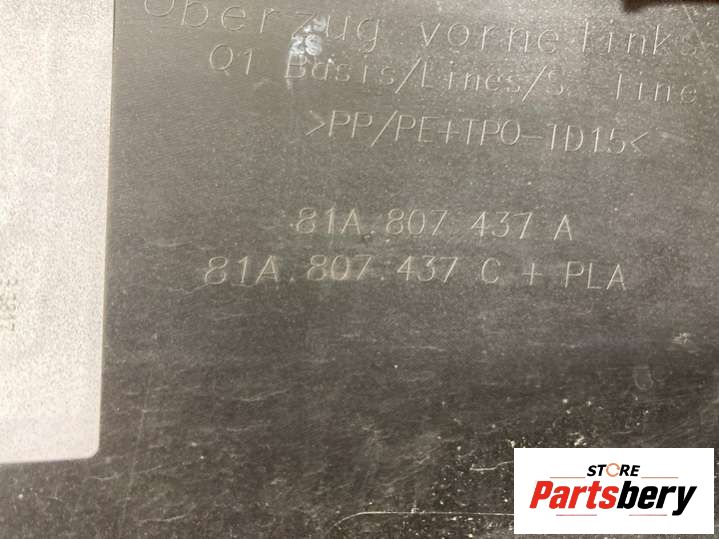 Überzug vorne links
Q1 Basis/Lines/S line
>PP/PE+TPO-TD15<
81A.807.437 A
81A.807.437 C + PLA
STORE
Partsbery